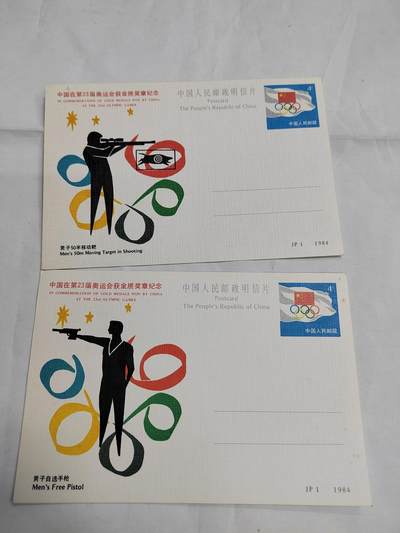 中国在第23届奥运会获金质奖章纪念
IN COMMEMORATION OF GOLD MEDALS WON BY CHINA
AT THE 23rd OLYMPIC GAMES
中国人民邮政明信片
Postcard
The People's Republic of China
4分
中国人民邮政
男子50米移动靶
Men's 50m Moving Target in Shooting
JP 1 1984
中国在第23届奥运会获金质奖章纪念
IN COMMEMORATION OF GOLD MEDALS WON BY CHINA
AT THE 23rd OLYMPIC GAMES
中国人民邮政明信片
Postcard
The People's Republic of China
4分
中国人民邮政
男子自选手枪
Men's Free Pistol
JP 1 1984